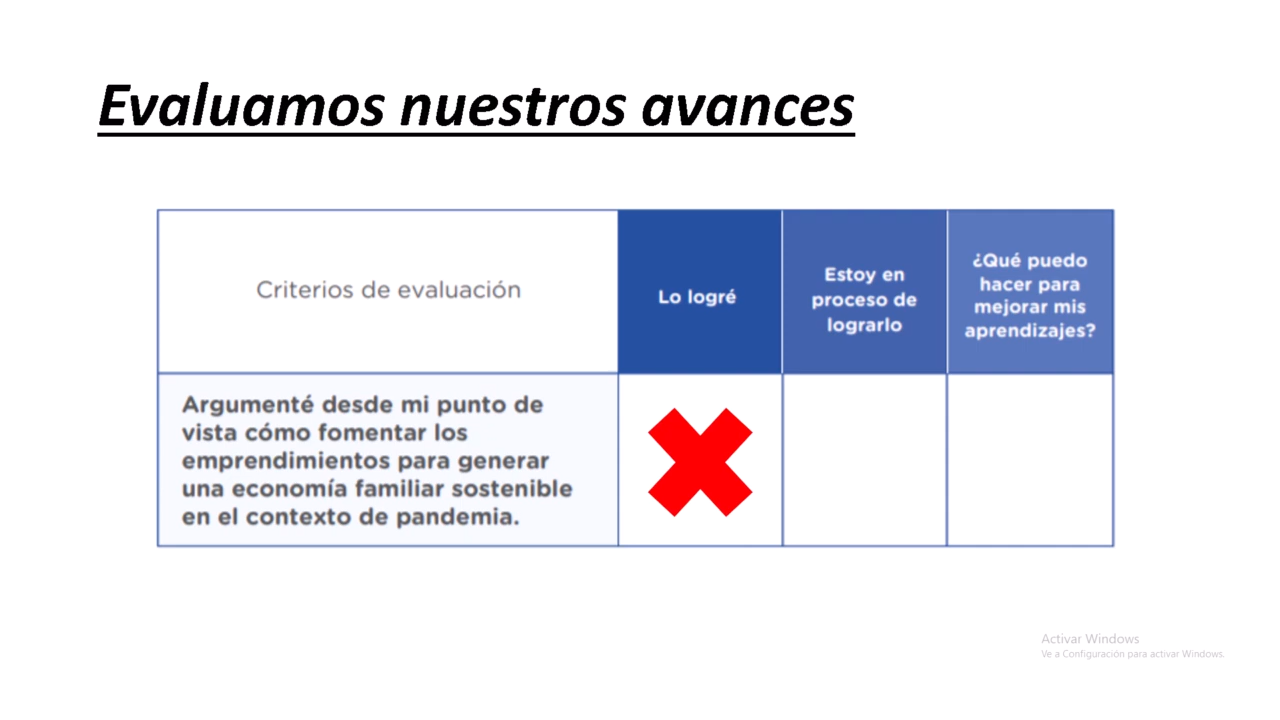 Evaluamos nuestros avances
Criterios de evaluación
Lo logré
Estoy en
proceso de
lograrlo
¿Qué puedo
hacer para
mejorar mis
aprendizajes?
Argumenté desde mi punto de
vista cómo fomentar los
emprendimientos para generar
una economía familiar sostenible
en el contexto de pandemia.
Activar Windows
Ve a Configuración para activar Windows.